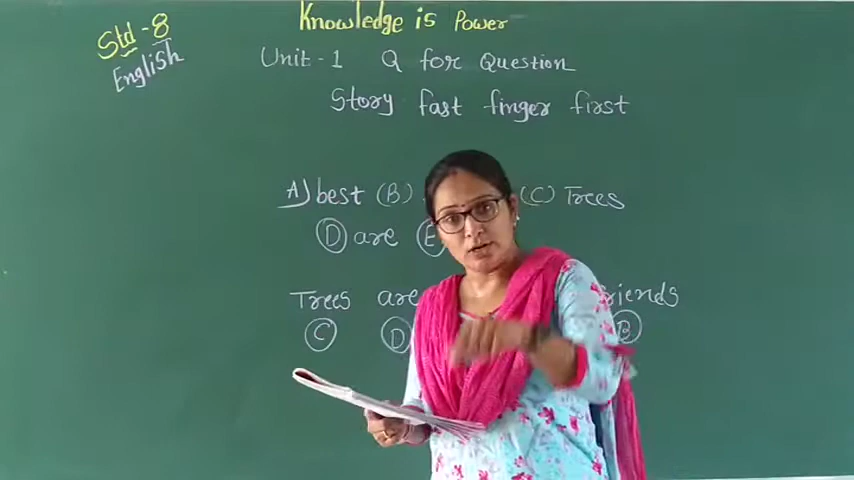 Knowledge is Power
Std - 8
English
Unit - 1 Q for Question
Story fast finger first
A) best (B) (C) Trees
(D) are (E)
Trees are friends
(C) (D) (B)